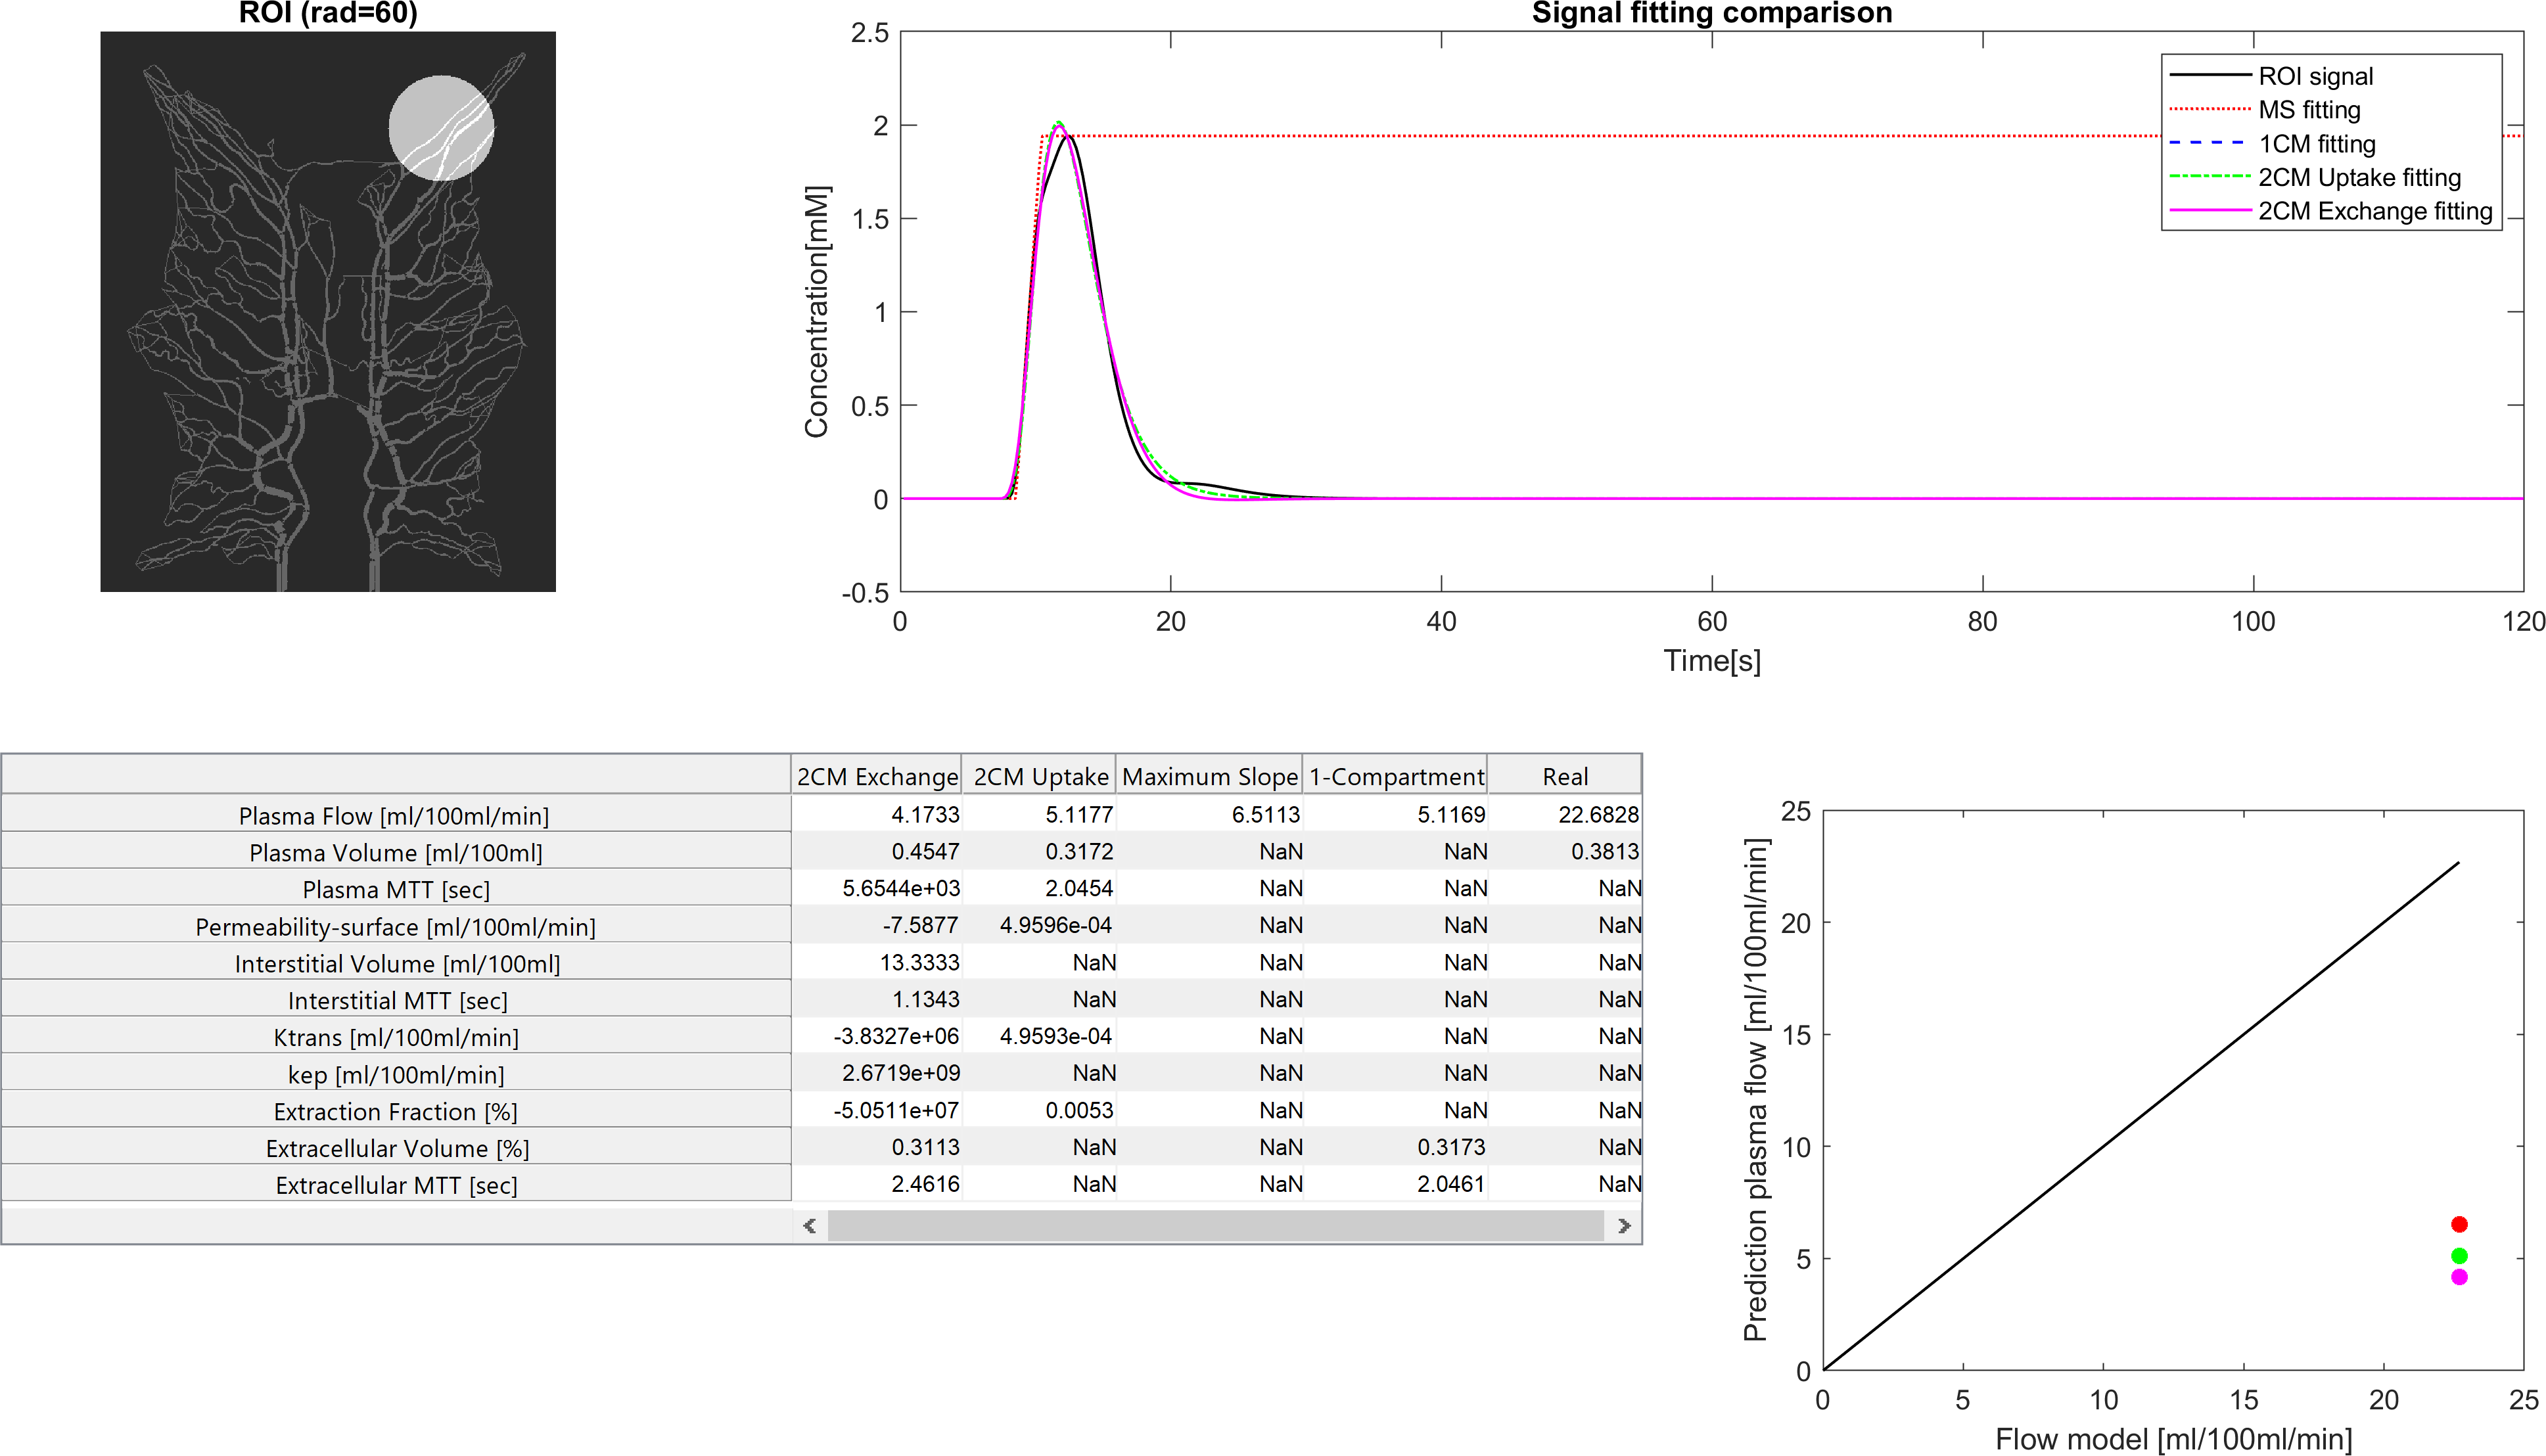 ROI (rad=60)
Signal fitting comparison
2.5
2
1.5
1
0.5
0
-0.5
Concentration[mM]
0 20 40 60 80 100 120
Time[s]
ROI signal
MS fitting
1CM fitting
2CM Uptake fitting
2CM Exchange fitting
2CM Exchange 2CM Uptake Maximum Slope 1-Compartment Real
Plasma Flow [ml/100ml/min] 4.1733 5.1177 6.5113 5.1169 22.6828
Plasma Volume [ml/100ml] 0.4547 0.3172 NaN NaN 0.3813
Plasma MTT [sec] 5.6544e+03 2.0454 NaN NaN NaN
Permeability-surface [ml/100ml/min] -7.5877 4.9596e-04 NaN NaN NaN
Interstitial Volume [ml/100ml] 13.3333 NaN NaN NaN NaN
Interstitial MTT [sec] 1.1343 NaN NaN NaN NaN
Ktrans [ml/100ml/min] -3.8327e+06 4.9593e-04 NaN NaN NaN
kep [ml/100ml/min] 2.6719e+09 NaN NaN NaN NaN
Extraction Fraction [%] -5.0511e+07 0.0053 NaN NaN NaN
Extracellular Volume [%] 0.3113 NaN NaN 0.3173 NaN
Extracellular MTT [sec] 2.4616 NaN NaN 2.0461 NaN
25
20
15
10
5
0
Prediction plasma flow [ml/100ml/min]
0 5 10 15 20 25
Flow model [ml/100ml/min]